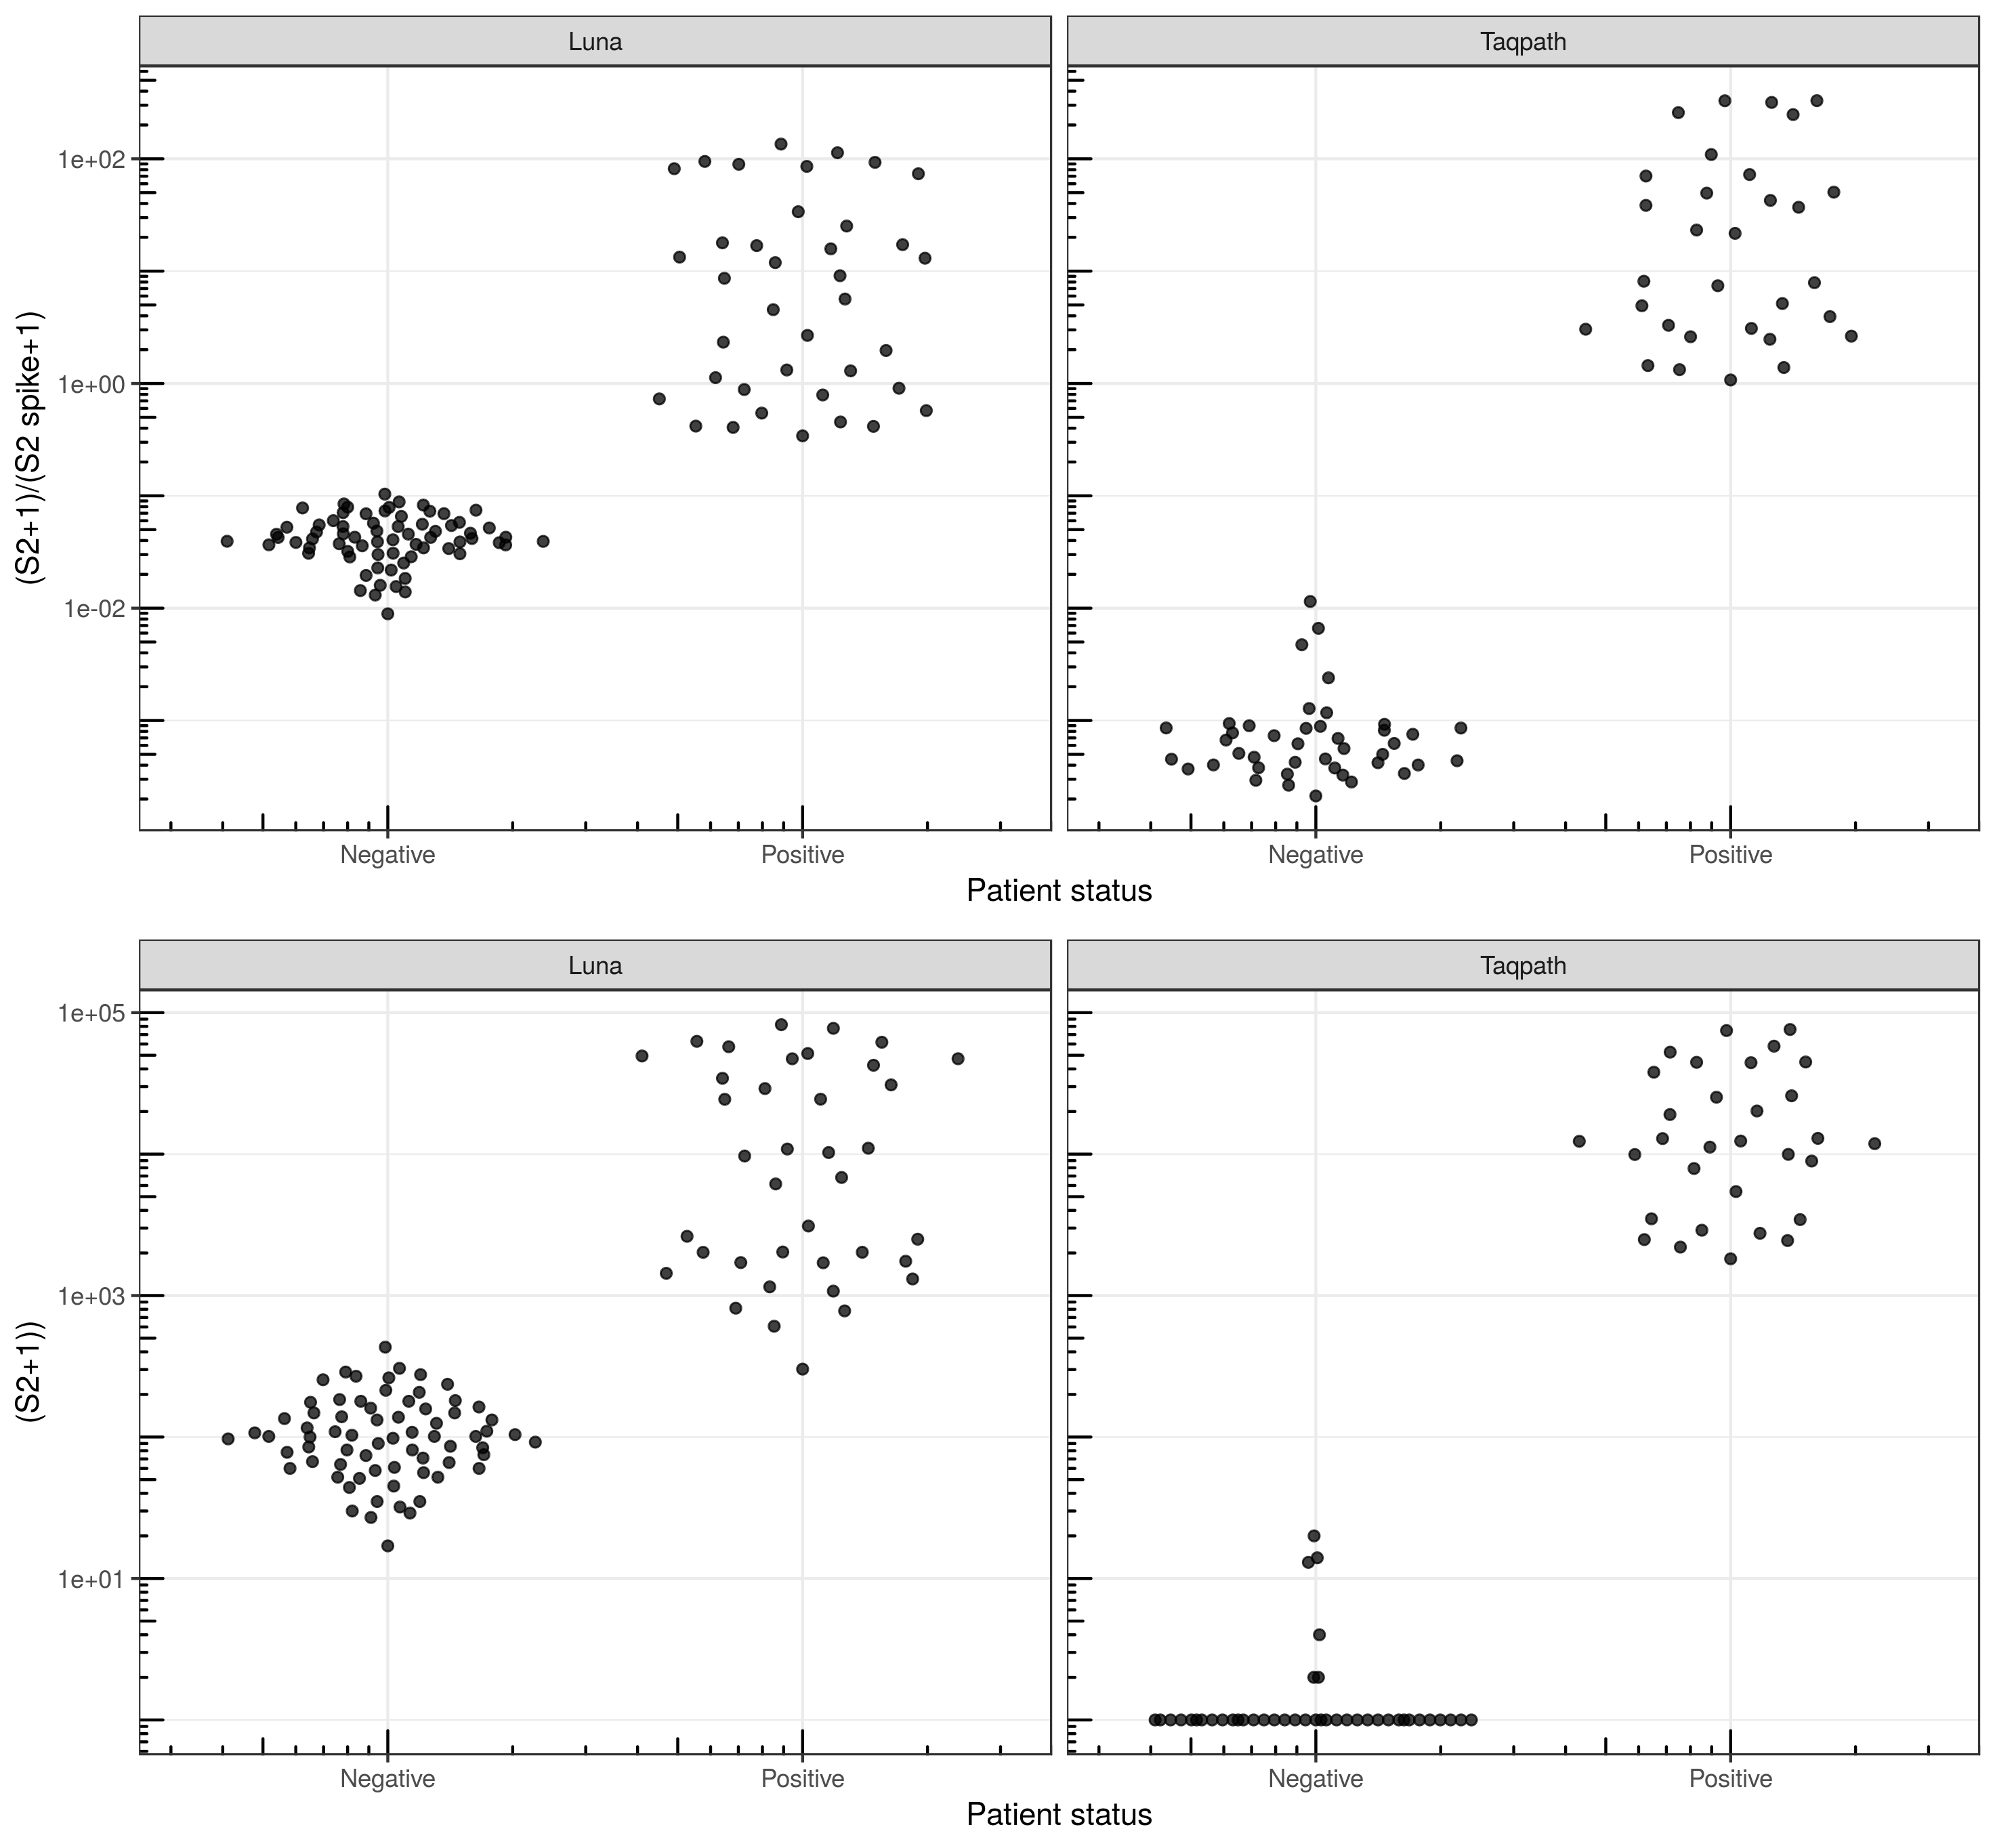 Luna
Taqpath
(S2+1)/(S2 spike+1)
1e+02
1e+00
1e-02
Negative
Positive
Negative
Positive
Patient status
Luna
Taqpath
(S2+1))
1e+05
1e+03
1e+01
Negative
Positive
Negative
Positive
Patient status